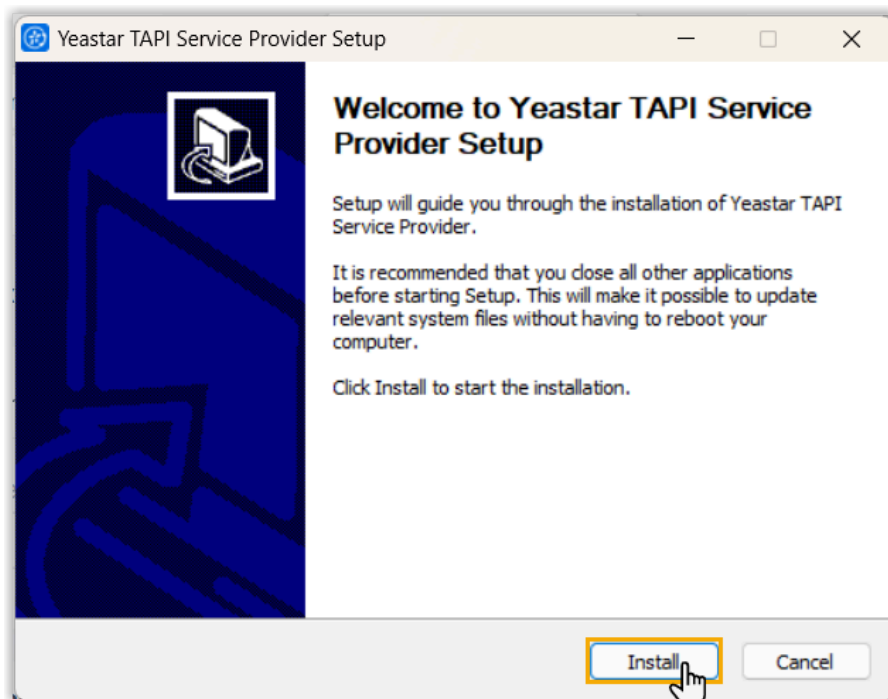 Yeastar TAPI Service Provider Setup
Welcome to Yeastar TAPI Service
Provider Setup
Setup will guide you through the installation of Yeastar TAPI
Service Provider.
It is recommended that you close all other applications
before starting Setup. This will make it possible to update
relevant system files without having to reboot your
computer.
Click Install to start the installation.
Install
Cancel